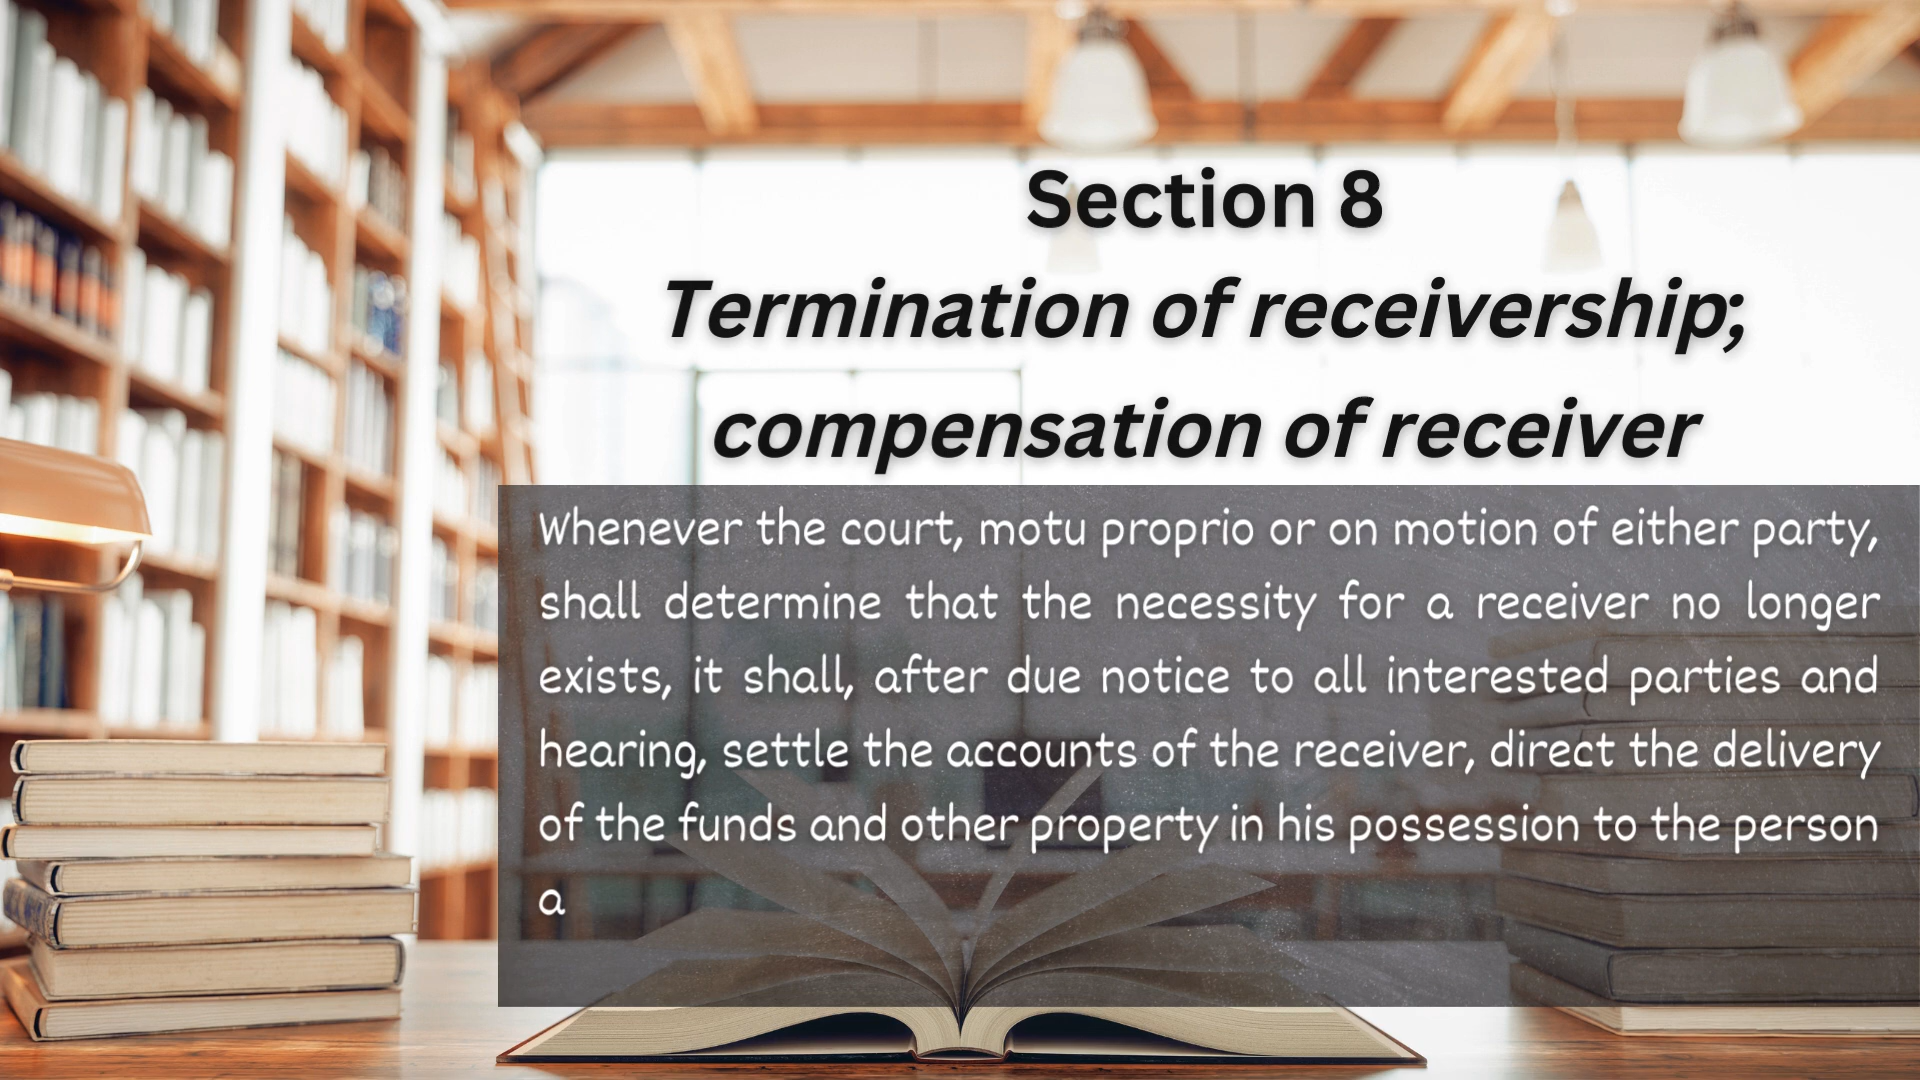 Section 8
Termination of receivership;
compensation of receiver
Whenever the court, motu proprio or on motion of either party,
shall determine that the necessity for a receiver no longer
exists, it shall, after due notice to all interested parties and
hearing, settle the accounts of the receiver, direct the delivery
of the funds and other property in his possession to the person
a